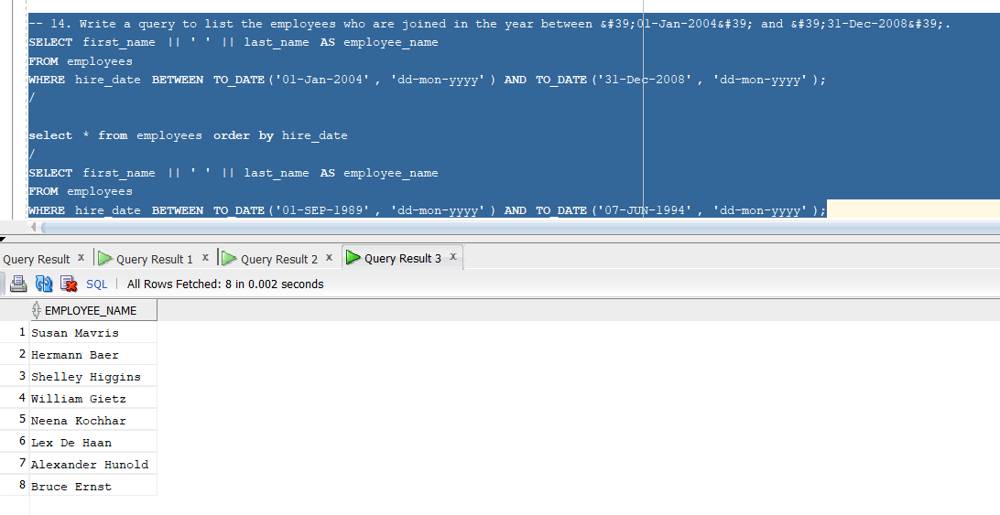 -- 14. Write a query to list the employees who are joined in the year between &#39;01-Jan-2004&#39; and &#39;31-Dec-2008&#39;.
SELECT first_name || ' ' || last_name AS employee_name
FROM employees
WHERE hire_date BETWEEN TO_DATE('01-Jan-2004', 'dd-mon-yyyy') AND TO_DATE('31-Dec-2008', 'dd-mon-yyyy');
/
select * from employees order by hire_date
/
SELECT first_name || ' ' || last_name AS employee_name
FROM employees
WHERE hire_date BETWEEN TO_DATE('01-SEP-1989', 'dd-mon-yyyy') AND TO_DATE('07-JUN-1994', 'dd-mon-yyyy');
Query Result x Query Result 1 x Query Result 2 x Query Result 3 x
SQL | All Rows Fetched: 8 in 0.002 seconds
EMPLOYEE_NAME
1 Susan Mavris
2 Hermann Baer
3 Shelley Higgins
4 William Gietz
5 Neena Kochhar
6 Lex De Haan
7 Alexander Hunold
8 Bruce Ernst